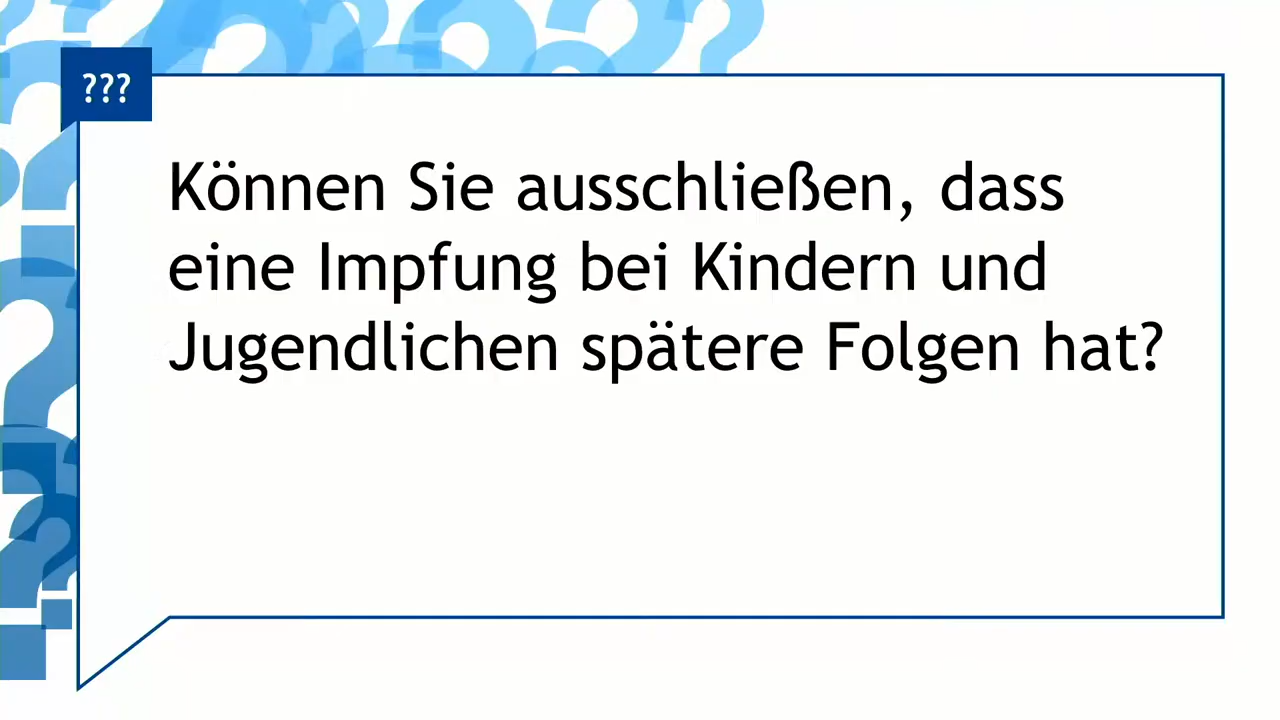 ???
Können Sie ausschließen, dass
eine Impfung bei Kindern und
Jugendlichen spätere Folgen hat?